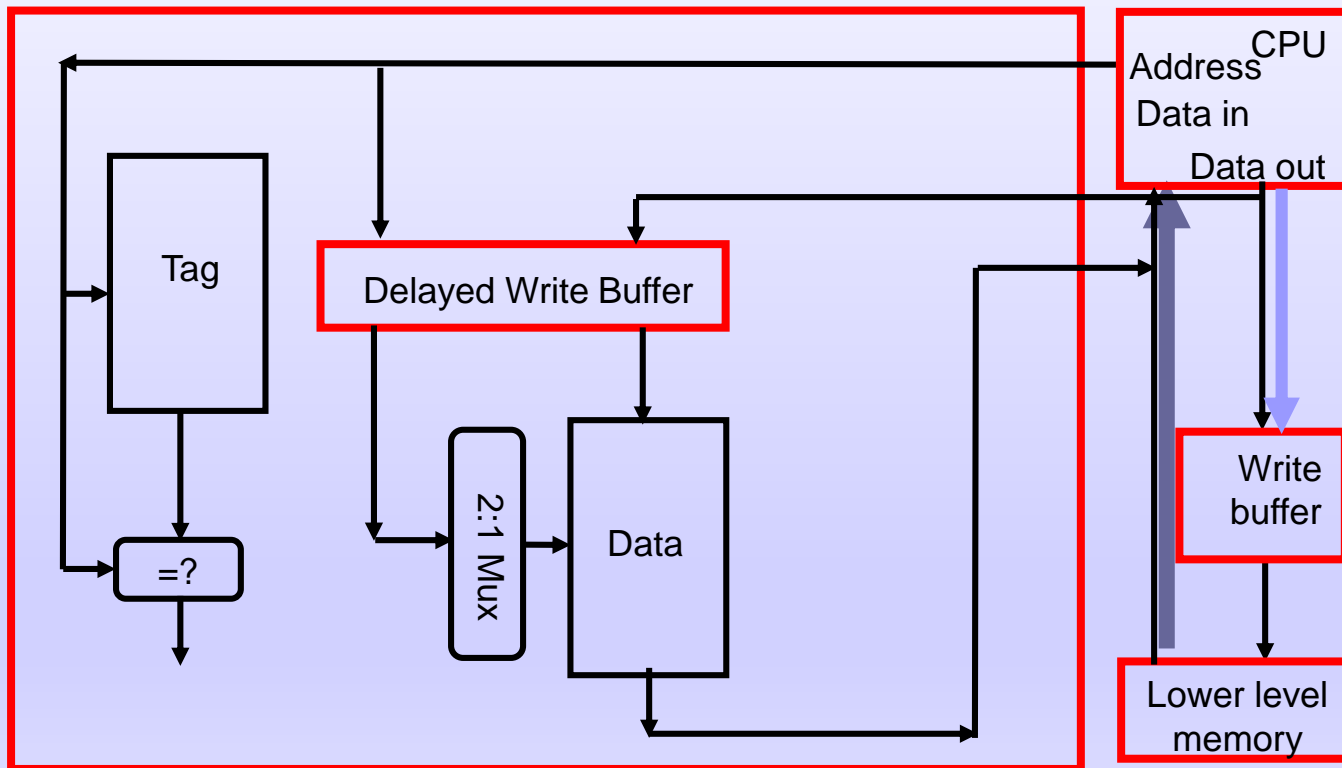 CPU
Address
Data in
Data out
Tag
Delayed Write Buffer
=?
2:1 Mux
Data
Write
buffer
Lower level
memory